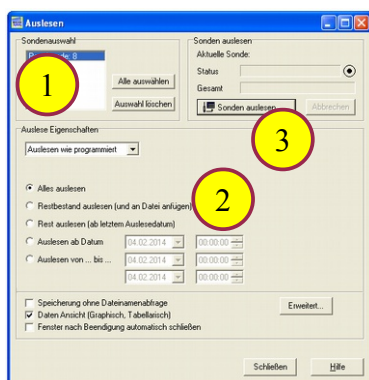 Auslesen
Sondenauswahl
8
1
Alle auswählen
Auswahl löschen
Sonden auslesen
Aktuelle Sonde:
Status
Gesamt
Sonden auslesen
Abbrechen
3
Auslese Eigenschaften
Auslesen wie programmiert
Alles auslesen
Restbestand auslesen (und an Datei anfügen)
2
Rest auslesen (ab letztem Auslesedatum)
Auslesen ab Datum 04.02.2014 00:00:00
Auslesen von ... bis ... 04.02.2014 00:00:00
04.02.2014 00:00:00
Speicherung ohne Dateinamenabfrage
Daten Ansicht (Graphisch, Tabellarisch)
Fenster nach Beendigung automatisch schließen
Erweitert...
Schließen
Hilfe